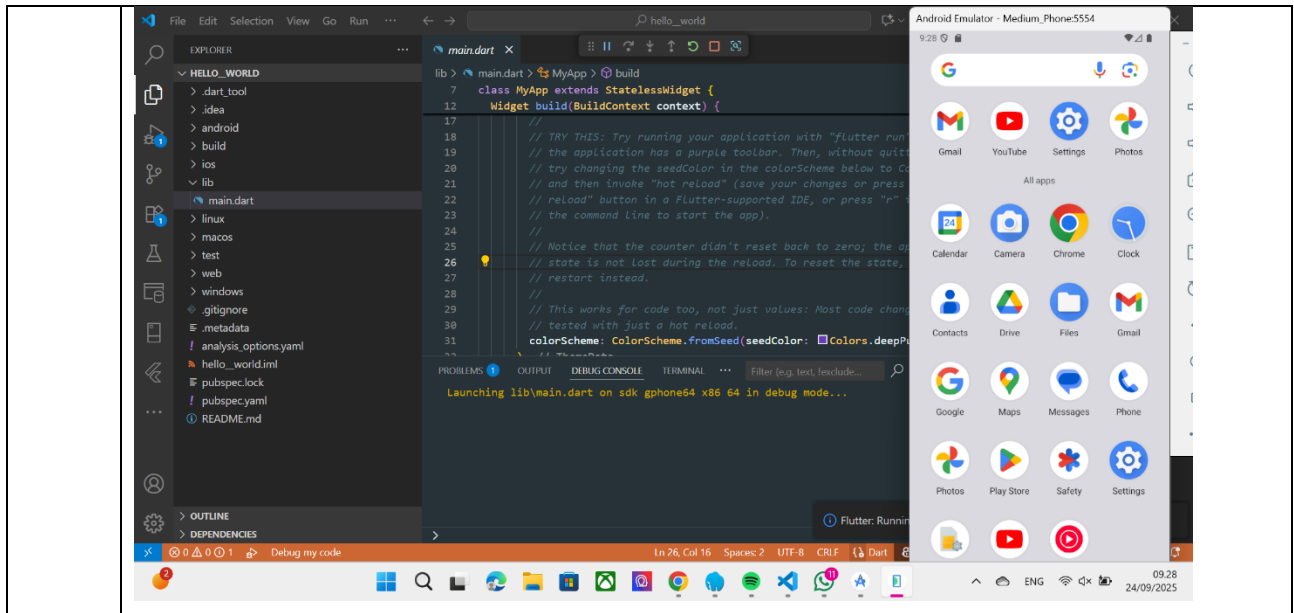 File Edit Selection View Go Run ···
hello_world
Android Emulator - Medium_Phone:5554
EXPLORER ···
HELLO_WORLD
.dart_tool
.idea
android
build
ios
lib
main.dart
linux
macos
test
web
windows
.gitignore
.metadata
analysis_options.yaml
hello_world.iml
pubspec.lock
pubspec.yaml
README.md
OUTLINE
DEPENDENCIES
1
1
main.dart
lib > main.dart > MyApp > build
7 class MyApp extends StatelessWidget {
12 Widget build(BuildContext context) {
17 //
18 // TRY THIS: Try running your application with "flutter run"
19 // the application has a purple toolbar. Then, without quitt
20 // try changing the seedColor in the colorScheme below to Co
21 // and then invoke "hot reload" (save your changes or press
22 // reload" button in a Flutter-supported IDE, or press "r"
23 // the command line to start the app).
24 //
25 // Notice that the counter didn't reset back to zero; the ap
26 // state is not lost during the reload. To reset the state,
27 // restart instead.
28 //
29 // This works for code too, not just values: Most code chang
30 // tested with just a hot reload.
31 colorScheme: ColorScheme.fromSeed(seedColor: Colors.deepPu
PROBLEMS 1 OUTPUT DEBUG CONSOLE TERMINAL ··· Filter (e.g. text, !exclude...
Launching lib\main.dart on sdk gphone64 x86 64 in debug mode...
Flutter: Runnin
9:28
Gmail YouTube Settings Photos
All apps
24
Calendar Camera Chrome Clock
Contacts Drive Files Gmail
Google Maps Messages Phone
Photos Play Store Safety Settings
0 0 1 Debug my code Ln 26, Col 16 Spaces: 2 UTF-8 CRLF Dart
2
9
ENG
09.28
24/09/2025